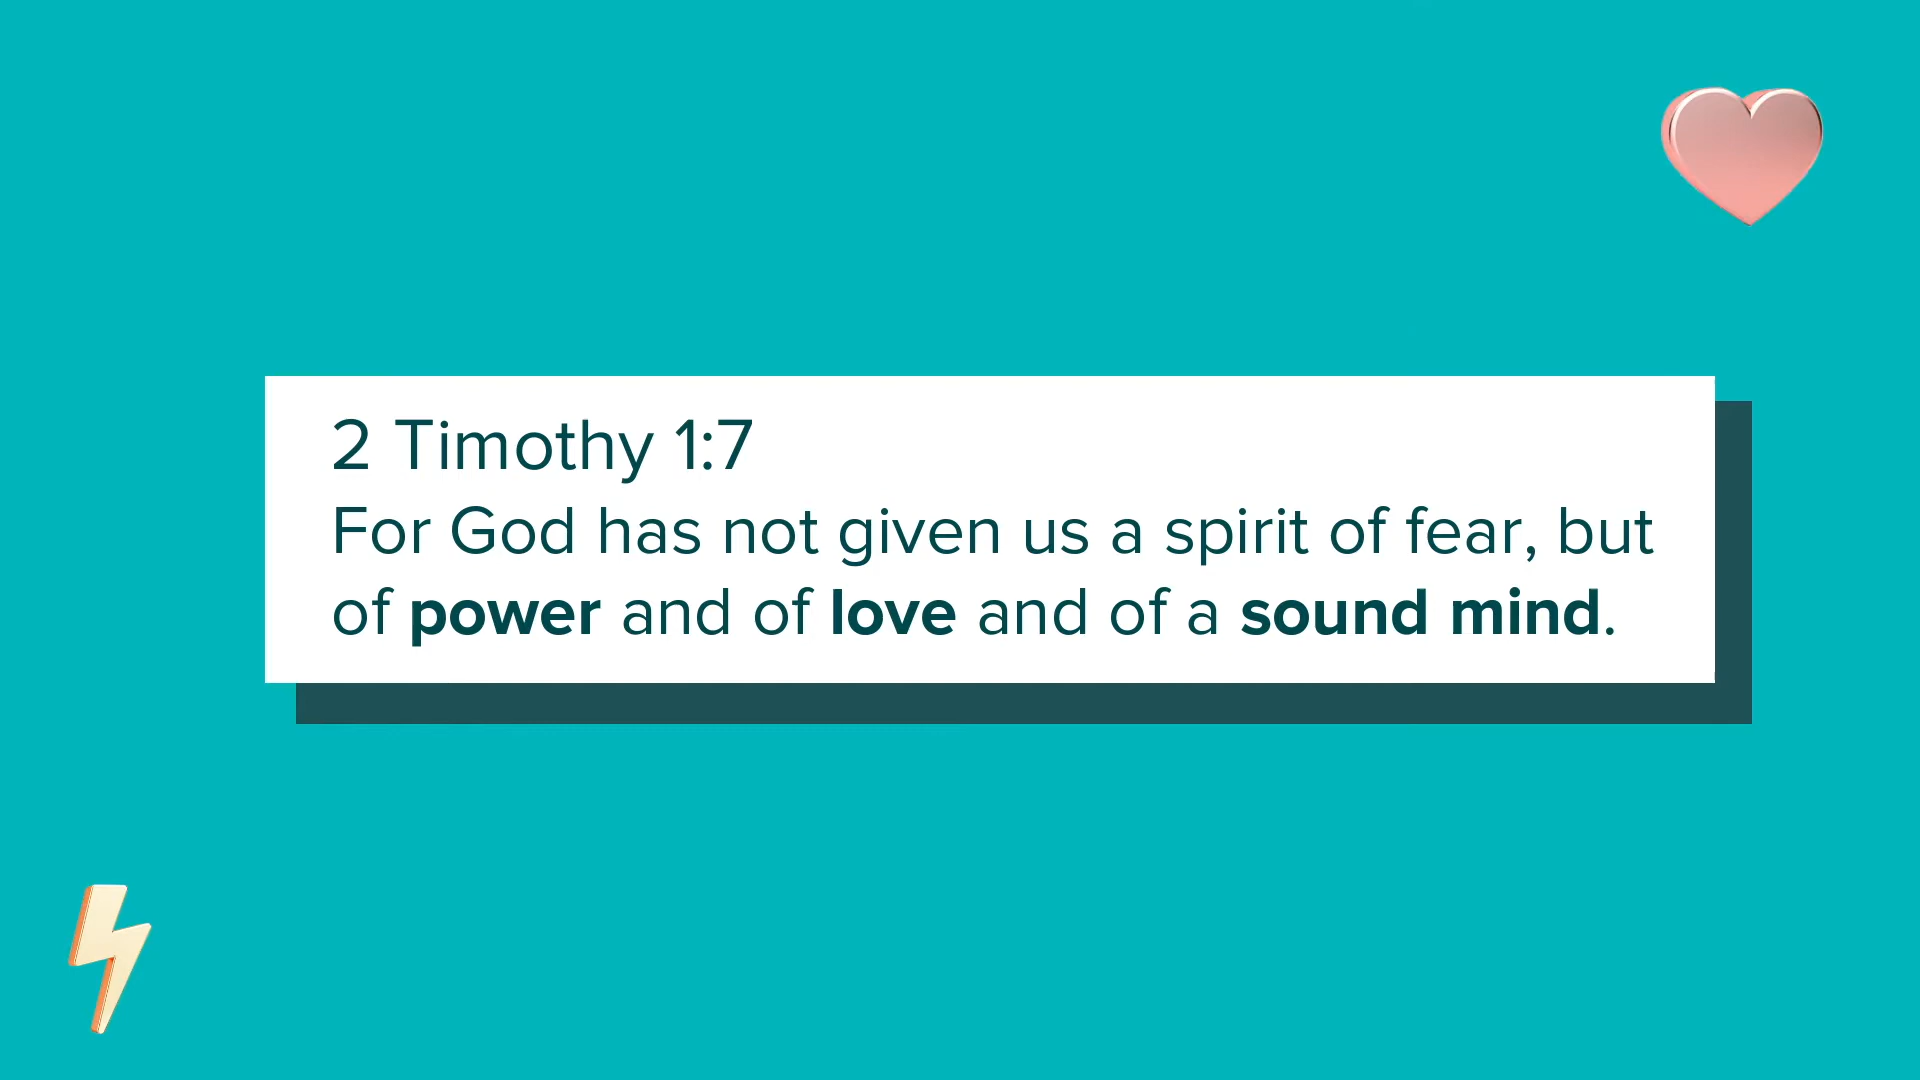 2 Timothy 1:7
For God has not given us a spirit of fear, but
of power and of love and of a sound mind.